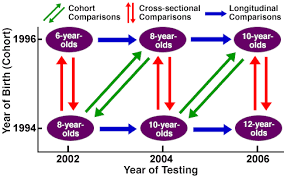 Cohort Comparisons
Cross-sectional Comparisons
Longitudinal Comparisons
Year of Birth (Cohort)
1996
6-year-olds
8-year-olds
10-year-olds
1994
8-year-olds
10-year-olds
12-year-olds
2002
2004
2006
Year of Testing